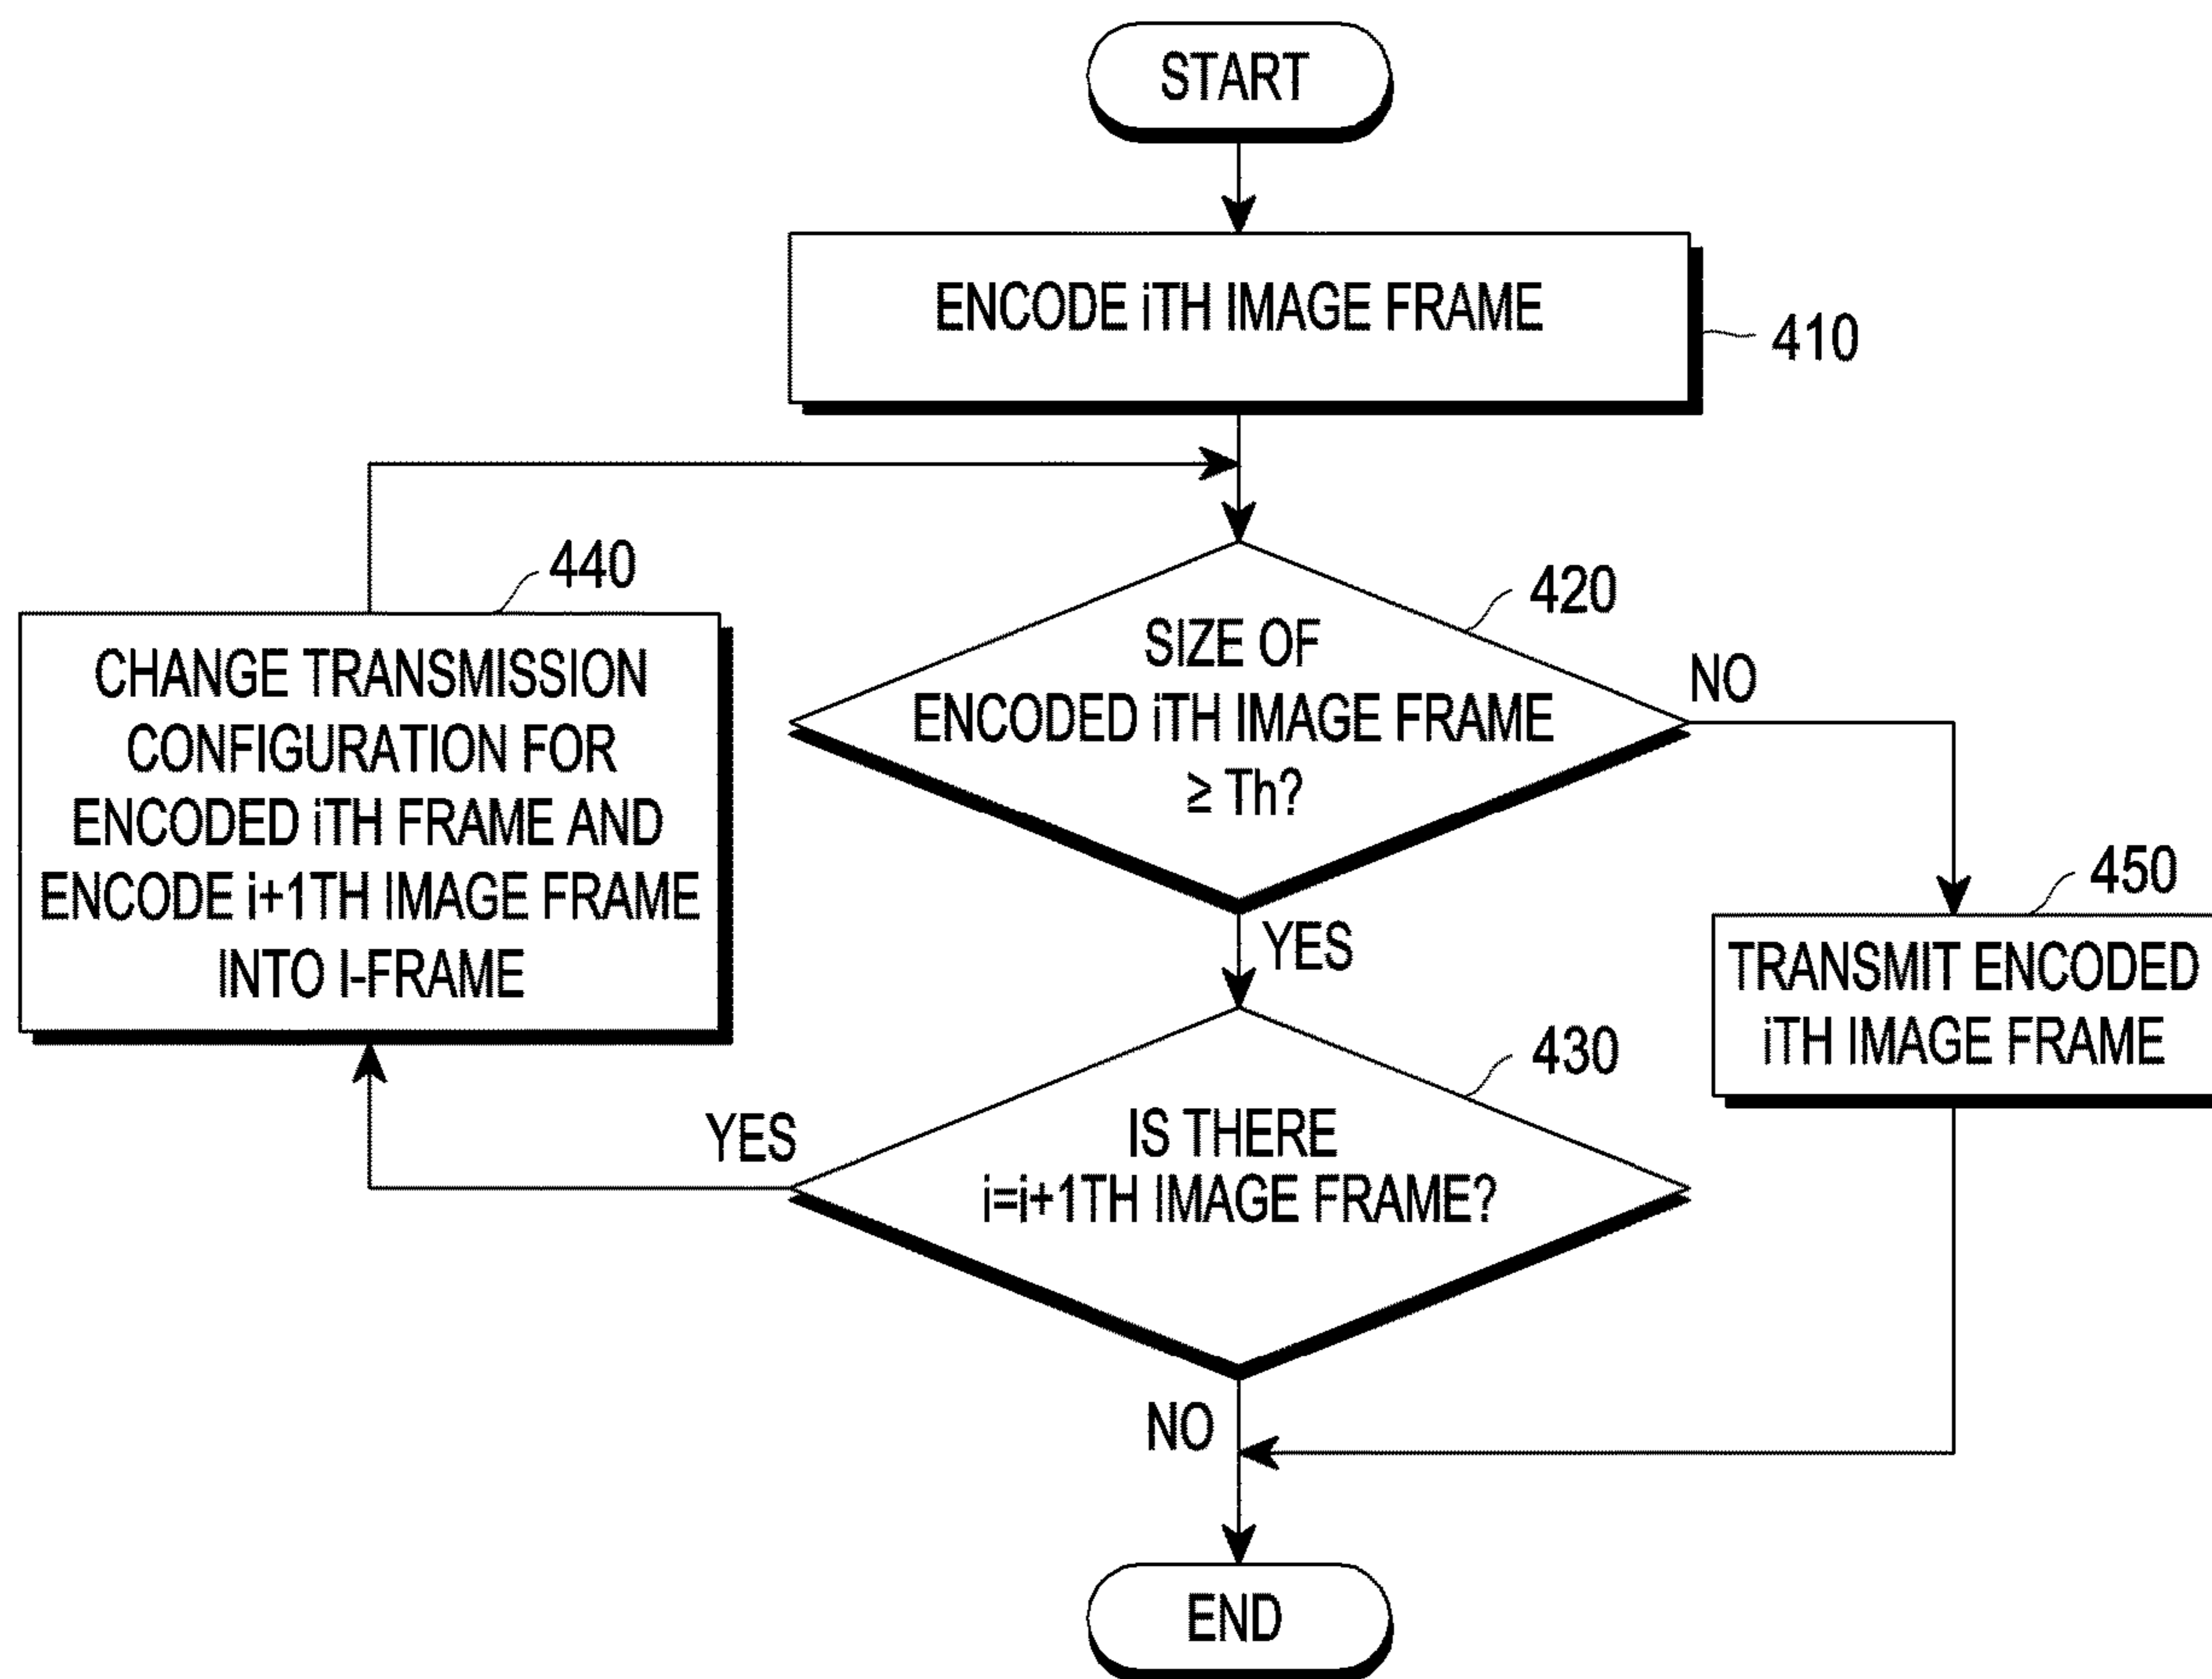 START
ENCODE iTH IMAGE FRAME
410
440
CHANGE TRANSMISSION
CONFIGURATION FOR
ENCODED iTH FRAME AND
ENCODE i+1TH IMAGE FRAME
INTO I-FRAME
420
SIZE OF
ENCODED iTH IMAGE FRAME
≥ Th?
NO
YES
450
TRANSMIT ENCODED
iTH IMAGE FRAME
430
IS THERE
i=i+1TH IMAGE FRAME?
YES
NO
END